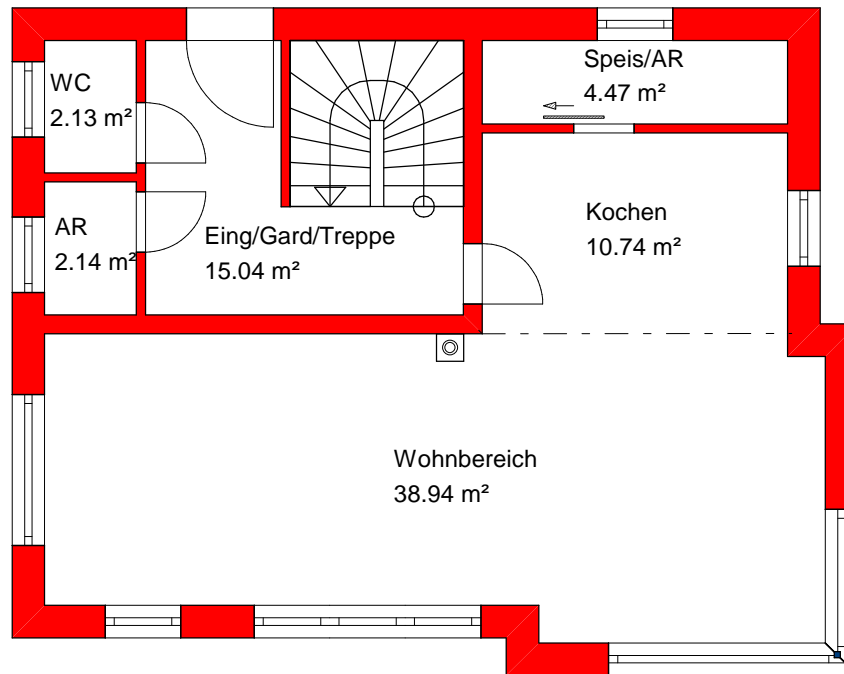 WC
2.13 m²
Speis/AR
4.47 m²
AR
2.14 m²
Eing/Gard/Treppe
15.04 m²
Kochen
10.74 m²
Wohnbereich
38.94 m²